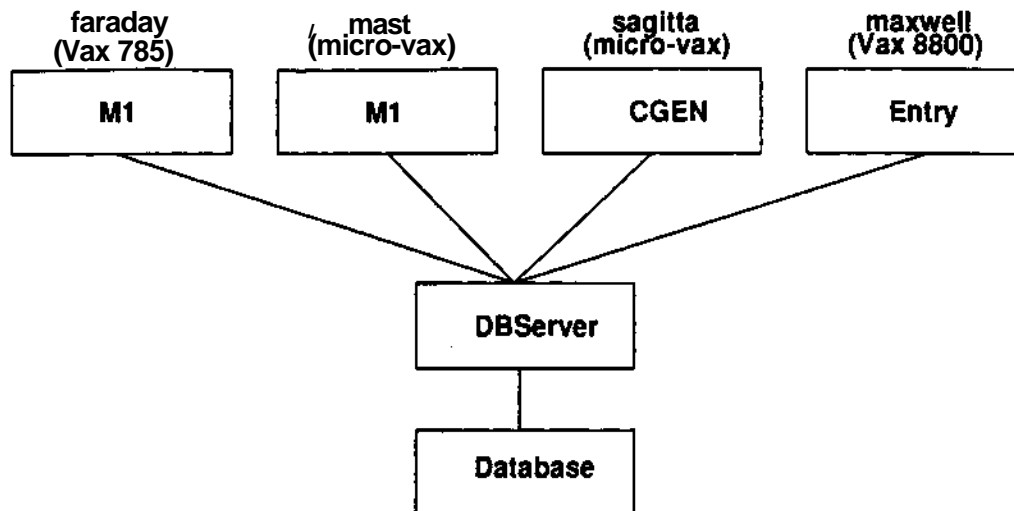 faraday
(Vax 785)
mast
(micro-vax)
sagitta
(micro-vax)
maxwell
(Vax 8800)
M1
M1
CGEN
Entry
DBServer
Database